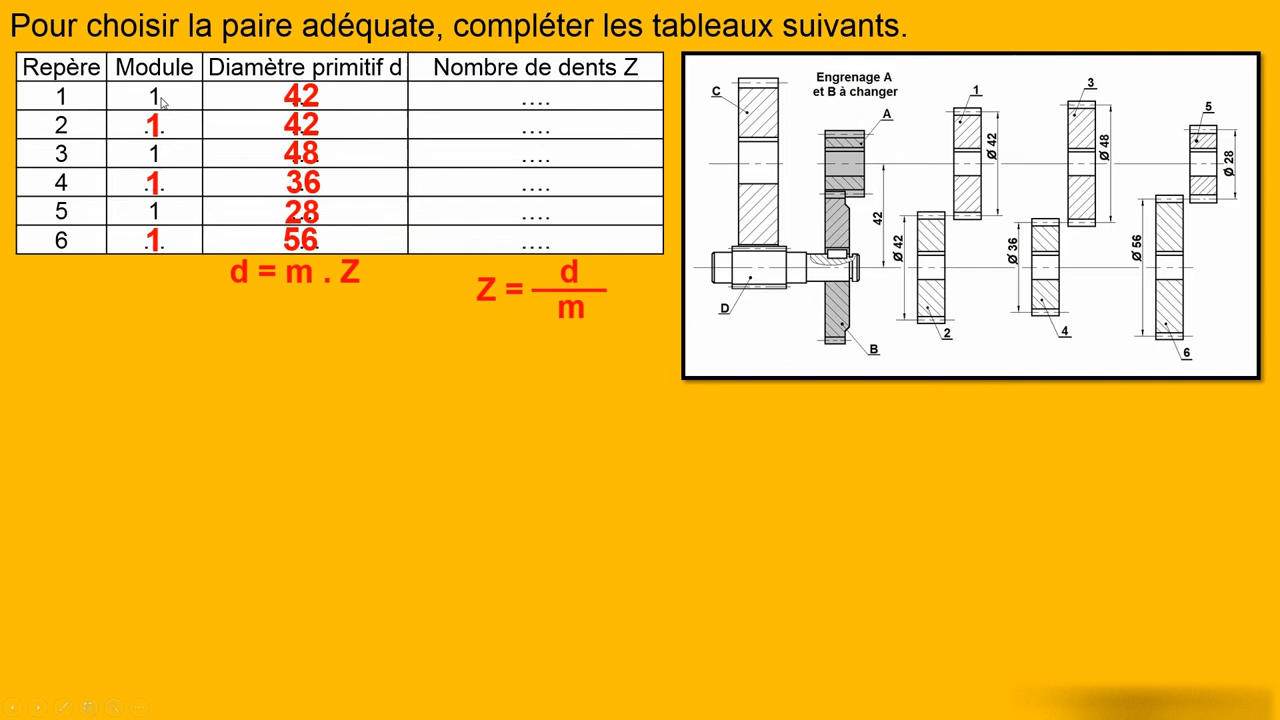 Pour choisir la paire adéquate, compléter les tableaux suivants.
Repère Module Diamètre primitif d Nombre de dents Z
1 1 42 ....
2 1 42 ....
3 1 48 ....
4 1 36 ....
5 1 28 ....
6 1 56 ....
d = m . Z
Z = d
m
Engrenage A
et B à changer
C
A
1
3
5
Ø 42
Ø 48
Ø 28
42
Ø 42
Ø 36
Ø 56
D
B
2
4
6